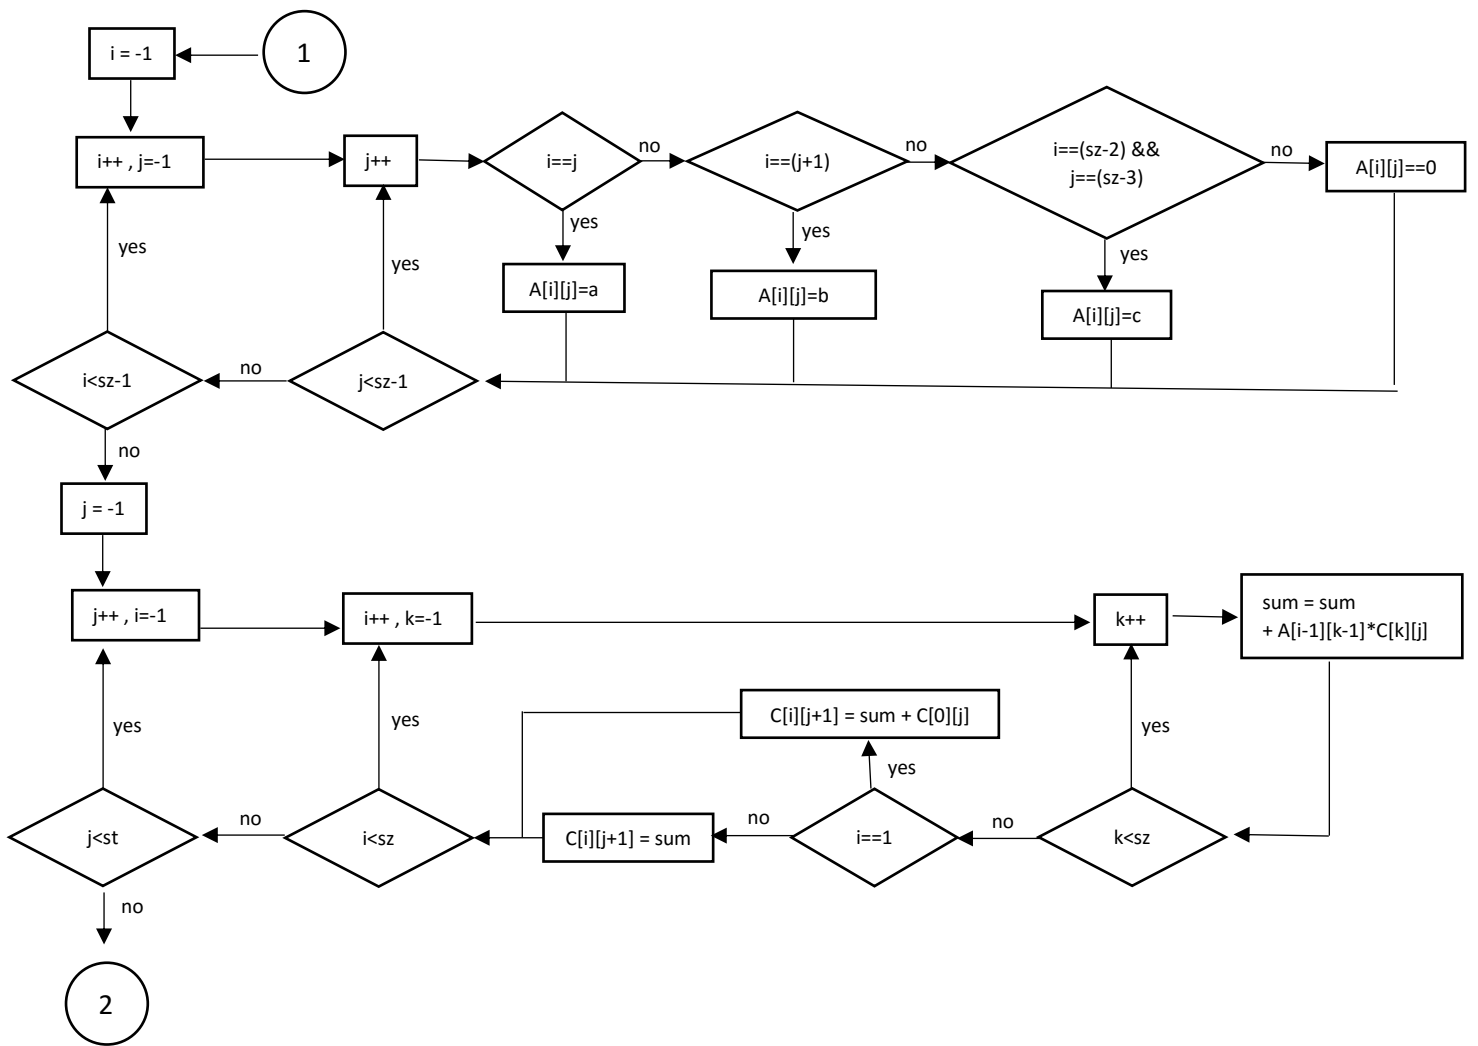 i = -1
1
i++ , j=-1
j++
i==j
no
i==(j+1)
no
i==(sz-2) &&
j==(sz-3)
no
A[i][j]==0
yes
yes
yes
yes
yes
A[i][j]=a
A[i][j]=b
A[i][j]=c
i<sz-1
no
j<sz-1
no
j = -1
j++ , i=-1
i++ , k=-1
k++
sum = sum
+ A[i-1][k-1]*C[k][j]
yes
yes
C[i][j+1] = sum + C[0][j]
yes
yes
j<st
no
i<sz
C[i][j+1] = sum
no
i==1
no
k<sz
no
2